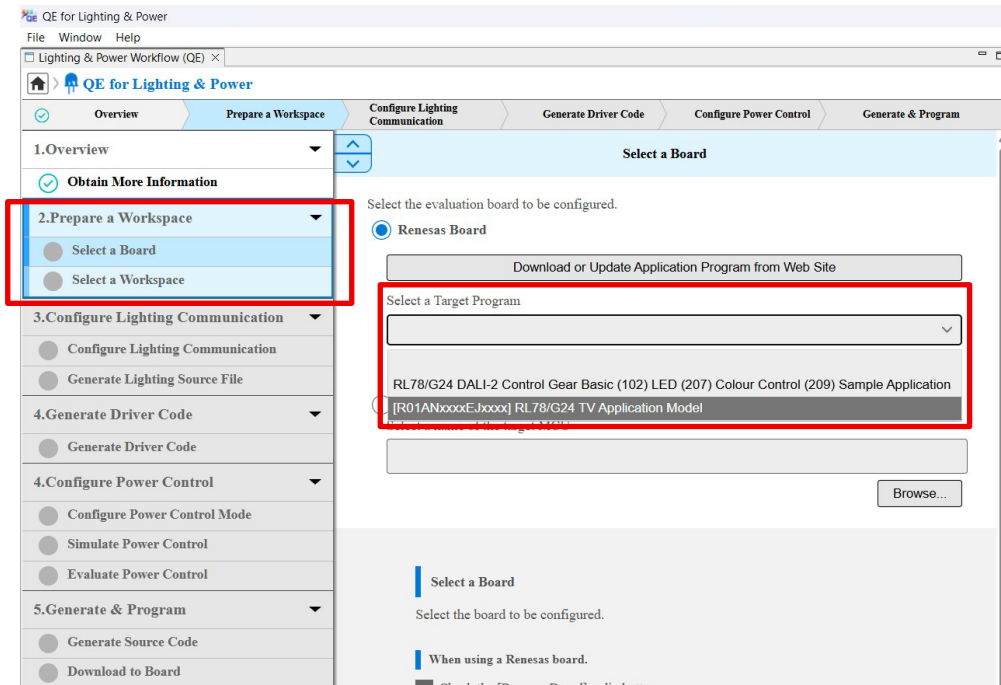 QE for Lighting & Power
File Window Help
Lighting & Power Workflow (QE)
QE for Lighting & Power
Overview
Prepare a Workspace
Configure Lighting
Communication
Generate Driver Code
Configure Power Control
Generate & Program
1.Overview
Obtain More Information
2.Prepare a Workspace
Select a Board
Select a Workspace
3.Configure Lighting Communication
Configure Lighting Communication
Generate Lighting Source File
4.Generate Driver Code
Generate Driver Code
4.Configure Power Control
Configure Power Control Mode
Simulate Power Control
Evaluate Power Control
5.Generate & Program
Generate Source Code
Download to Board
Select a Board
Select the evaluation board to be configured.
Renesas Board
Download or Update Application Program from Web Site
Select a Target Program
RL78/G24 DALI-2 Control Gear Basic (102) LED (207) Colour Control (209) Sample Application
[R01ANxxxxEJxxxx] RL78/G24 TV Application Model
Browse...
Select a Board
Select the board to be configured.
When using a Renesas board.